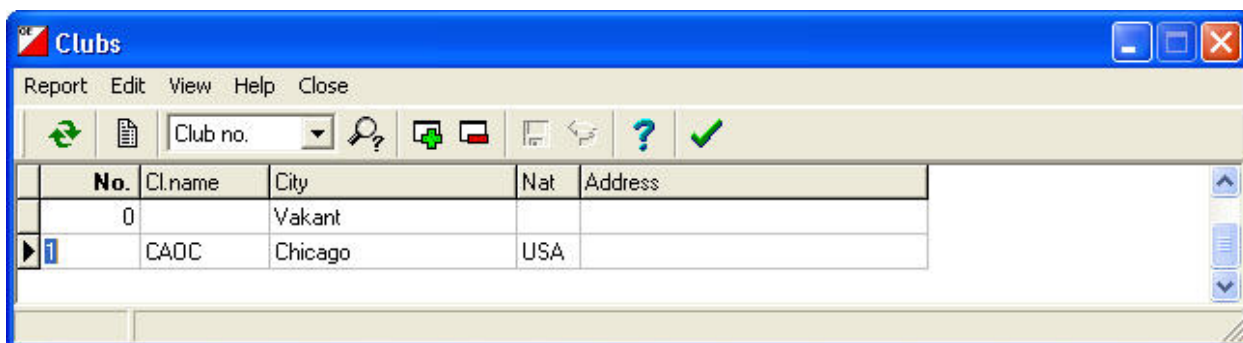 OE Clubs
Report Edit View Help Close
Club no.
No. Cl.name City Nat Address
0 Vakant
1 CAOC Chicago USA